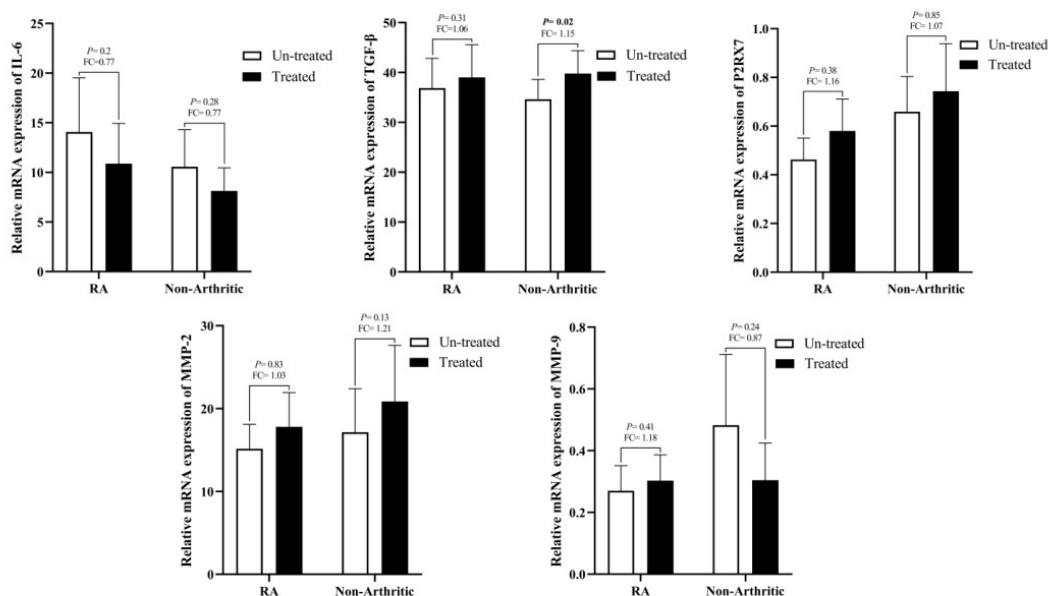 Relative mRNA expression of IL-6
25
20
15
10
5
0
P= 0.2
FC=0.77
P= 0.28
FC= 0.77
Un-treated
Treated
RA
Non-Arthritic
Relative mRNA expression of TGF-β
50
40
30
20
10
0
P= 0.31
FC=1.06
P= 0.02
FC= 1.15
Un-treated
Treated
RA
Non-Arthritic
Relative mRNA expression of P2RX7
1.0
0.8
0.6
0.4
0.2
0.0
P= 0.38
FC= 1.16
P= 0.85
FC= 1.07
Un-treated
Treated
RA
Non-Arthritic
Relative mRNA expression of MMP-2
30
20
10
0
P= 0.83
FC= 1.03
P= 0.13
FC= 1.21
Un-treated
Treated
RA
Non-Arthritic
Relative mRNA expression of MMP-9
0.8
0.6
0.4
0.2
0.0
P= 0.41
FC= 1.18
P= 0.24
FC= 0.87
Un-treated
Treated
RA
Non-Arthritic